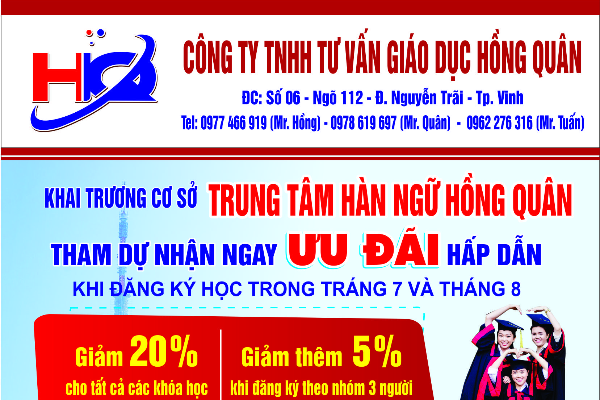 HQ
CÔNG TY TNHH TƯ VẤN GIÁO DỤC HỒNG QUÂN
ĐC: Số 06 - Ngõ 112 - Đ. Nguyễn Trãi - Tp. Vinh
Tel: 0977 466 919 (Mr. Hồng) - 0978 619 697 (Mr. Quân) - 0962 276 316 (Mr. Tuấn)
KHAI TRƯƠNG CƠ SỞ TRUNG TÂM HÀN NGỮ HỒNG QUÂN
THAM DỰ NHẬN NGAY ƯU ĐÃI HẤP DẪN
KHI ĐĂNG KÝ HỌC TRONG TRÁNG 7 VÀ THÁNG 8
Giảm 20%
cho tất cả các khóa học
Giảm thêm 5%
khi đăng ký theo nhóm 3 người